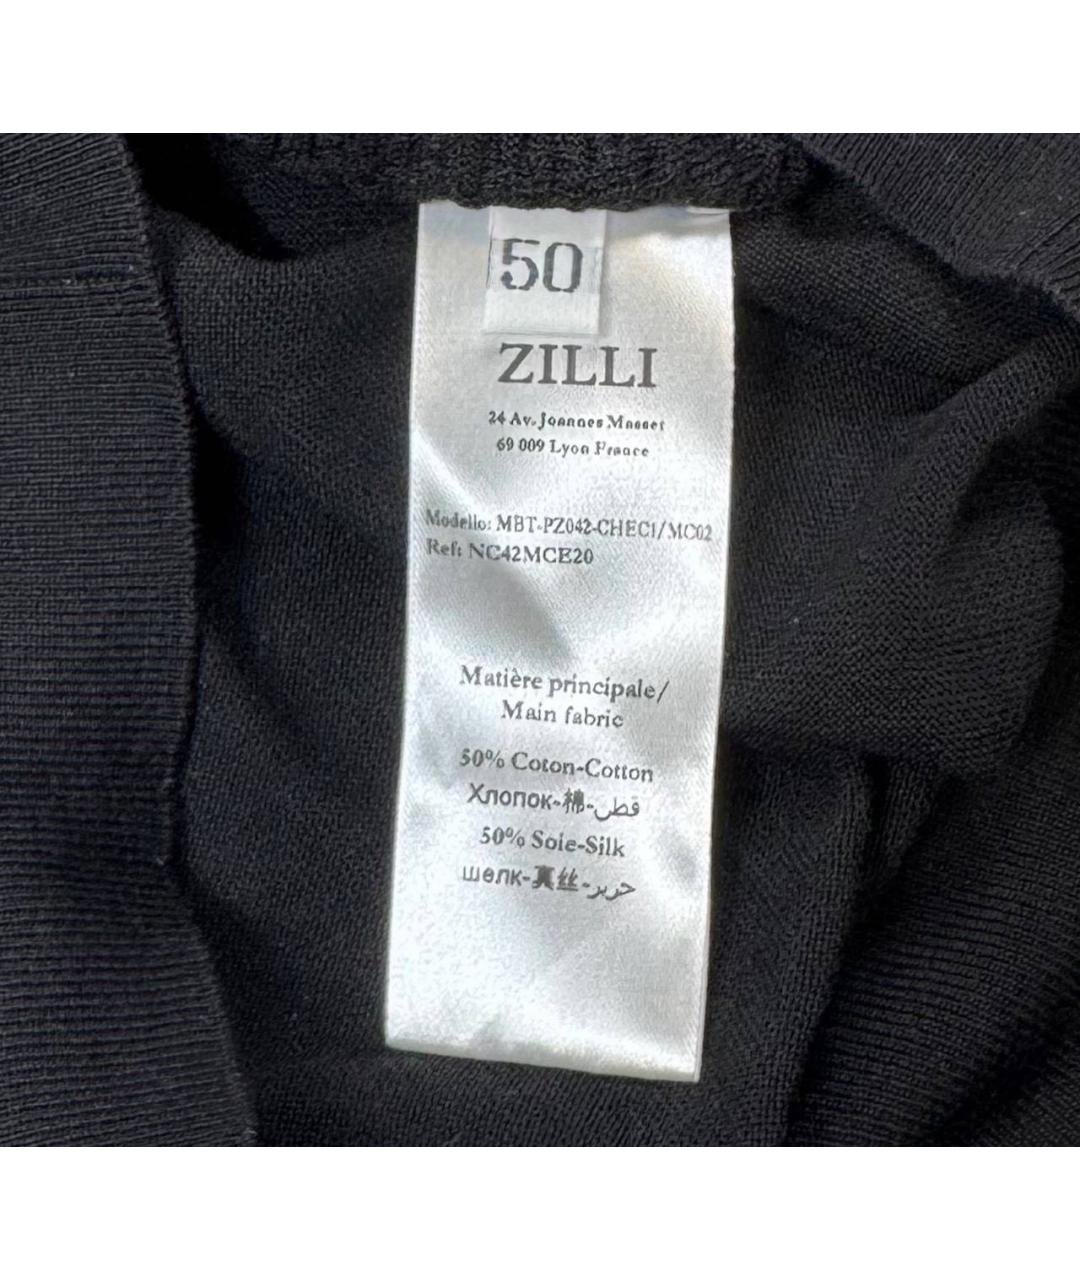 50
ZILLI
24 Av. Joannes Masset
69 009 Lyon France
Modello: MBT-PZ042-CHEC1/MC02
Ref: NC42MCE20
Matière principale/
Main fabric
50% Coton-Cotton
Хлопок-棉-قطن
50% Soie-Silk
шелк-真丝-حرير